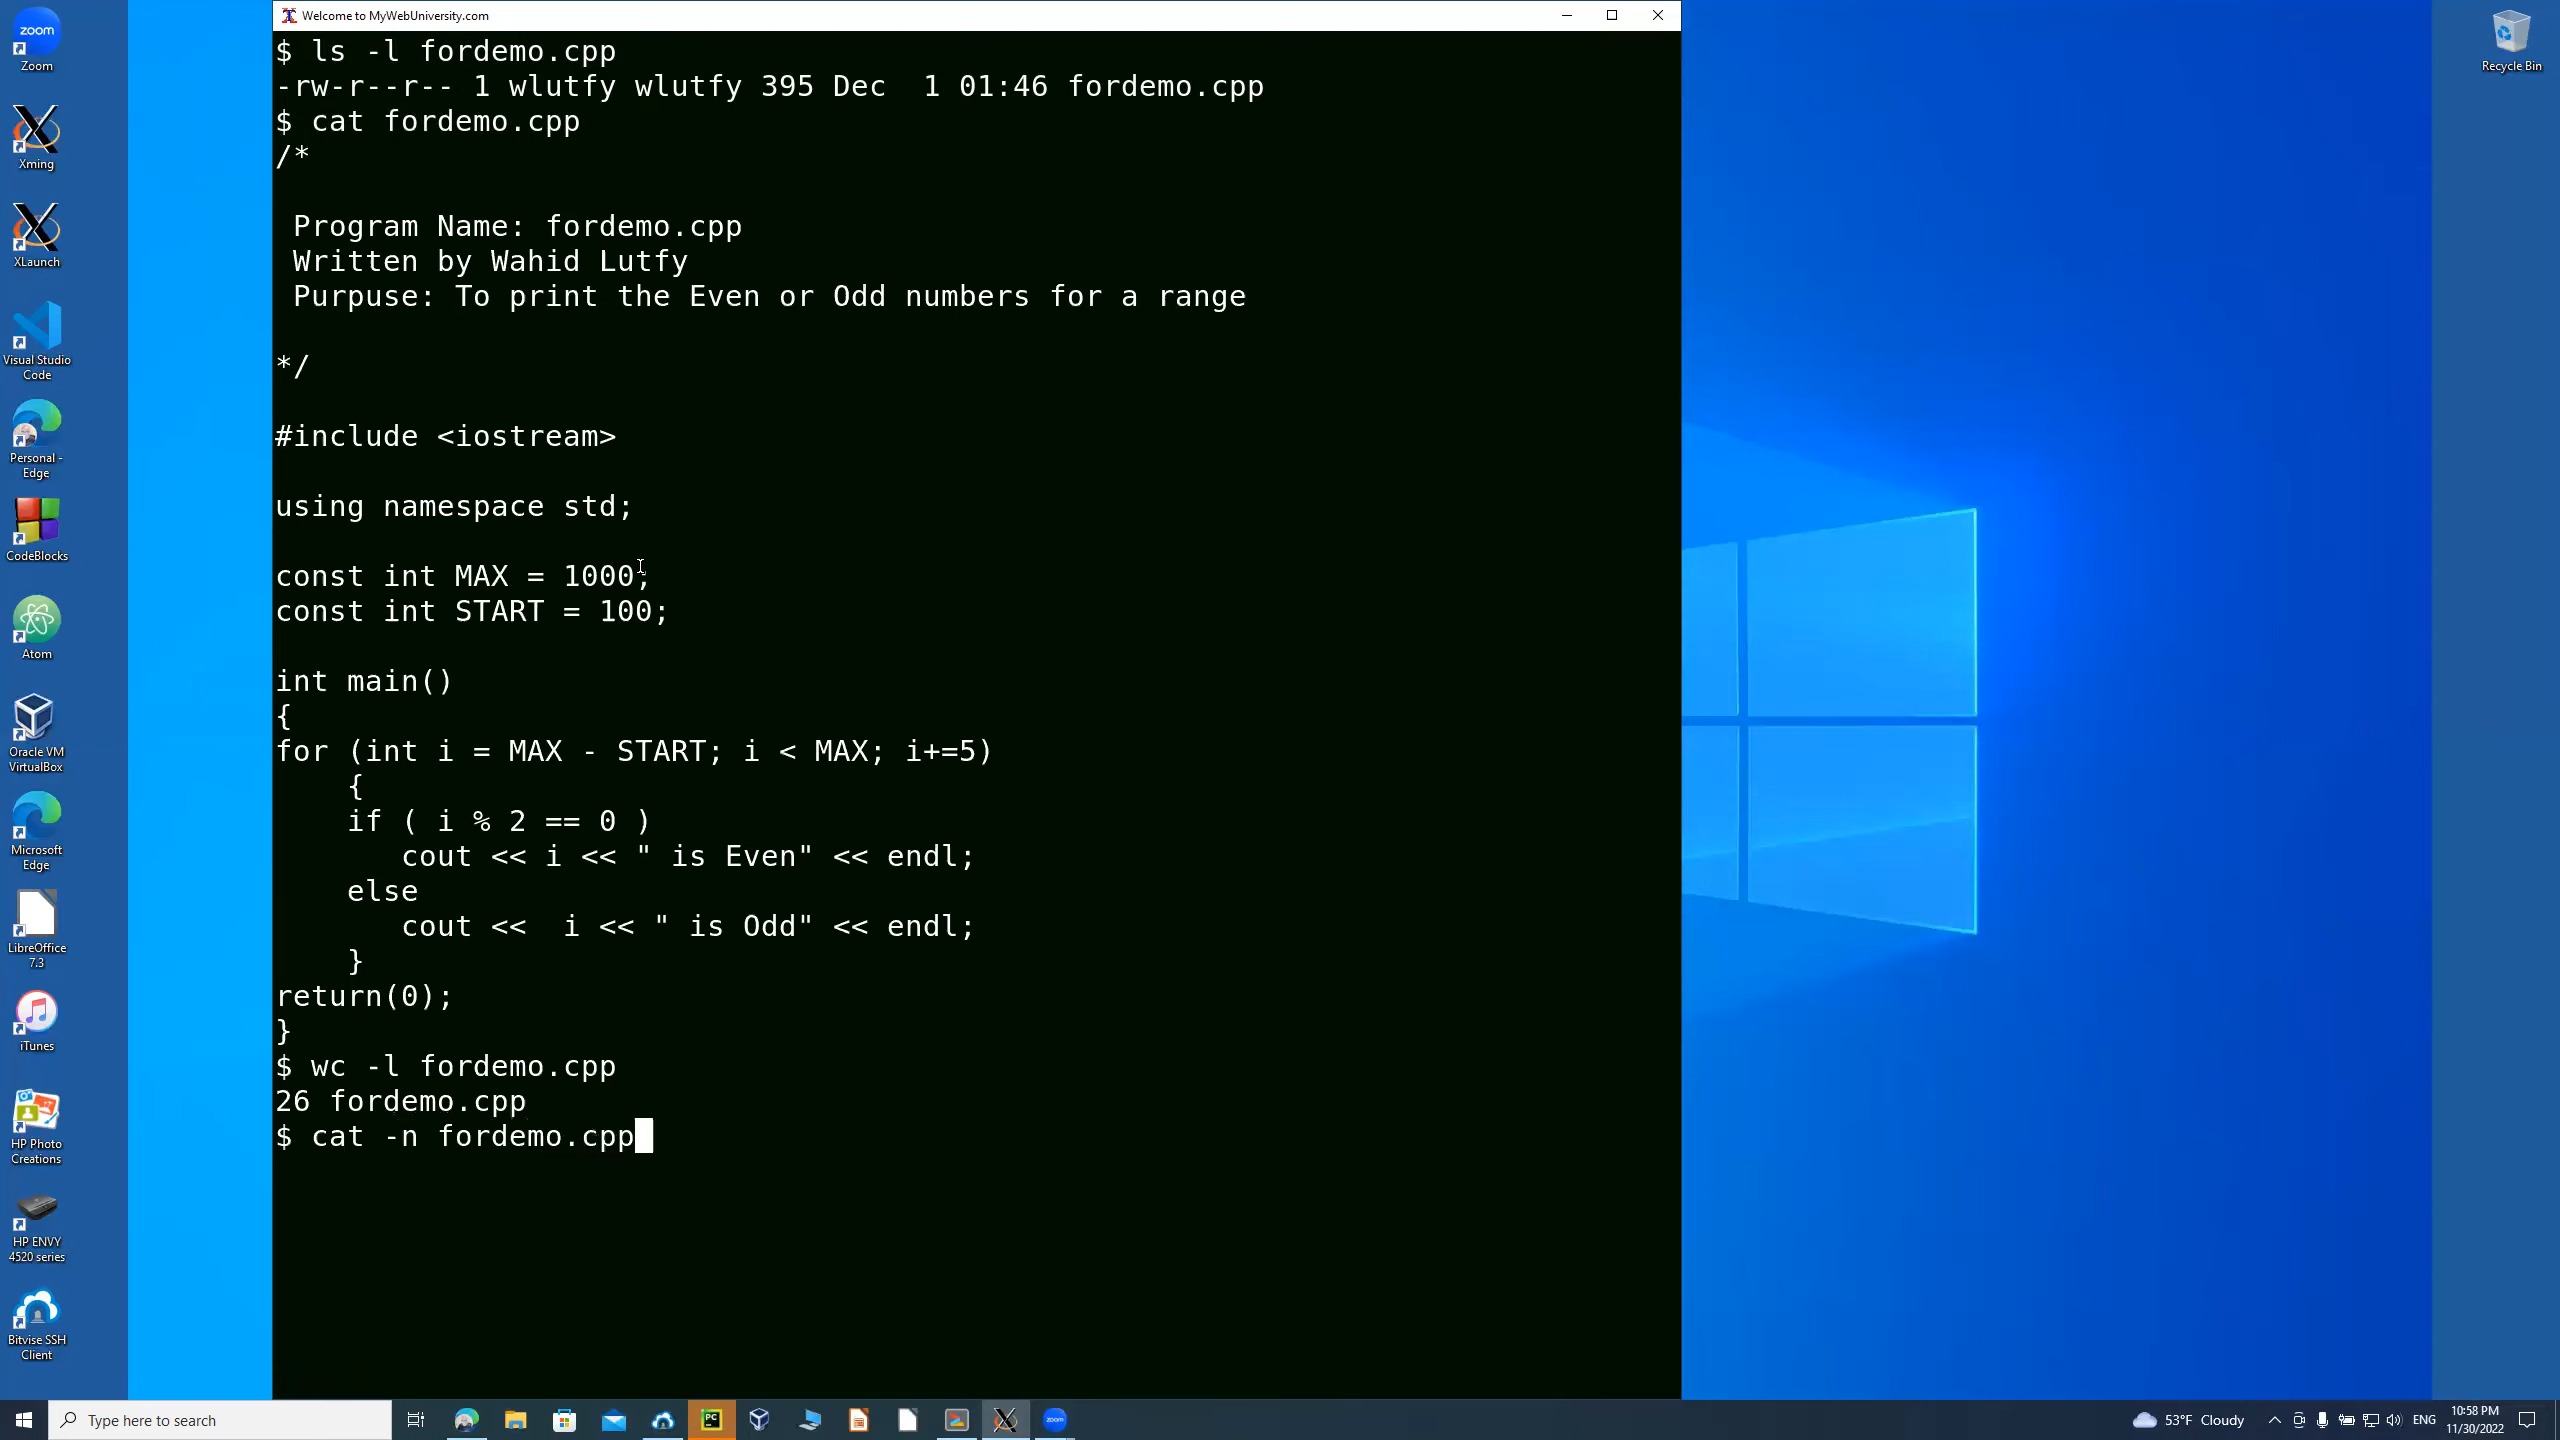 Welcome to MyWebUniversity.com
$ ls -l fordemo.cpp
-rw-r--r-- 1 wlutfy wlutfy 395 Dec  1 01:46 fordemo.cpp
$ cat fordemo.cpp
/*
 Program Name: fordemo.cpp
 Written by Wahid Lutfy
 Purpuse: To print the Even or Odd numbers for a range
*/
#include <iostream>
using namespace std;
const int MAX = 1000;
const int START = 100;
int main()
{
for (int i = MAX - START; i < MAX; i+=5)
    {
    if ( i % 2 == 0 )
       cout << i << " is Even" << endl;
    else
       cout <<  i << " is Odd" << endl;
    }
return(0);
}
$ wc -l fordemo.cpp
26 fordemo.cpp
$ cat -n fordemo.cpp
zoom
Zoom
Xming
XLaunch
Visual Studio
Code
Personal -
Edge
CodeBlocks
Atom
Oracle VM
VirtualBox
Microsoft
Edge
LibreOffice
7.3
iTunes
HP Photo
Creations
HP ENVY
4520 series
Bitvise SSH
Client
Recycle Bin
Type here to search
PC
zoom
53°F Cloudy
ENG
10:58 PM
11/30/2022